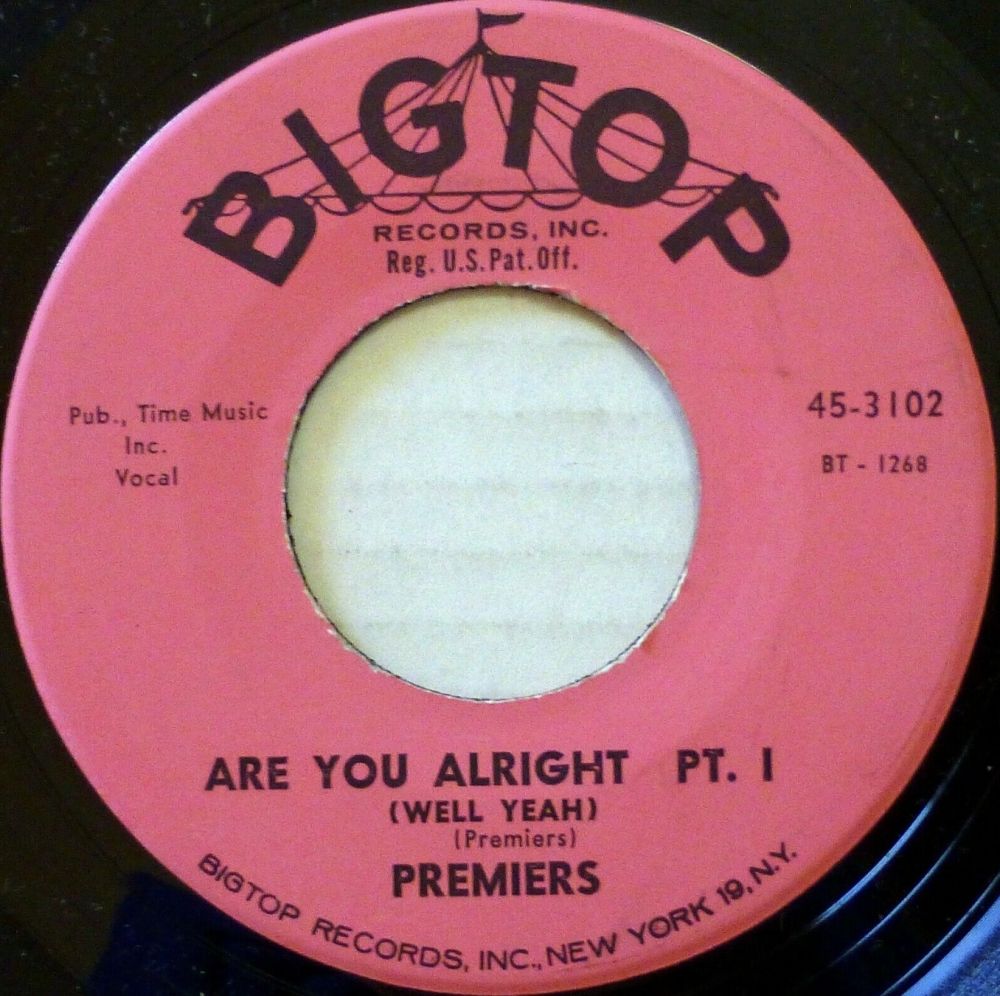 BIGTOP
RECORDS, INC.
Reg. U.S. Pat. Off.
Pub., Time Music
Inc.
Vocal
45-3102
BT - 1268
ARE YOU ALRIGHT PT. I
(WELL YEAH)
(Premiers)
PREMIERS
BIGTOP RECORDS, INC., NEW YORK 19, N.Y.